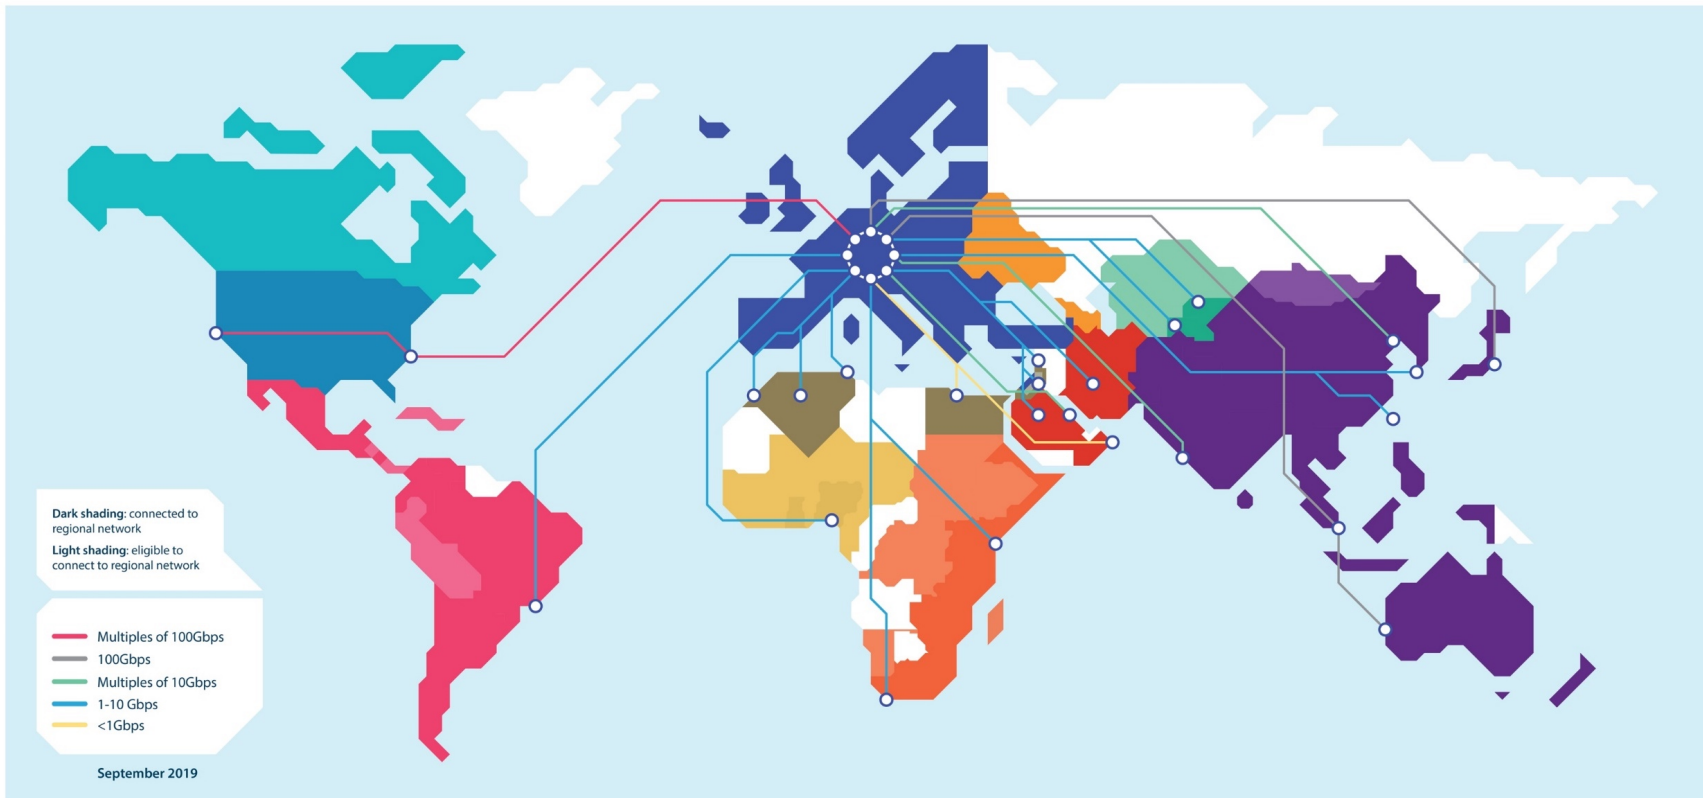 Dark shading: connected to
regional network
Light shading: eligible to
connect to regional network
Multiples of 100Gbps
100Gbps
Multiples of 10Gbps
1-10 Gbps
<1Gbps
September 2019